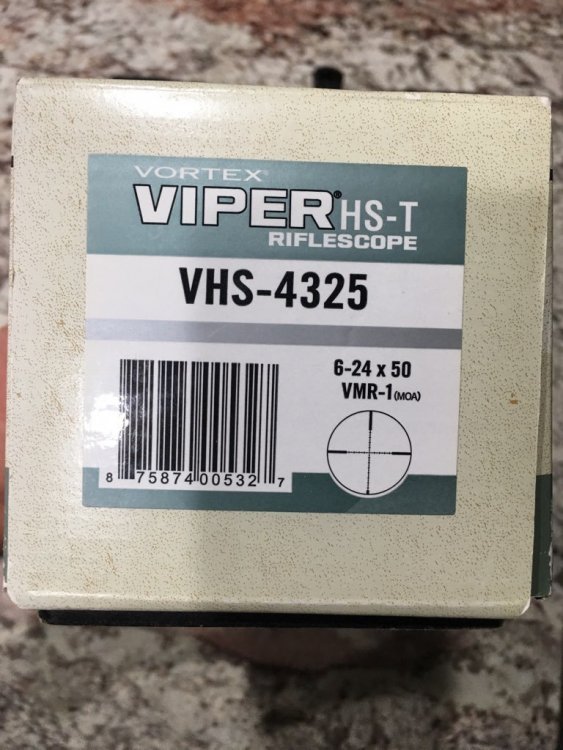 VORTEX®
VIPER® HS-T
RIFLESCOPE
VHS-4325
6-24 x 50
VMR-1 (MOA)
8 75874 00532 7